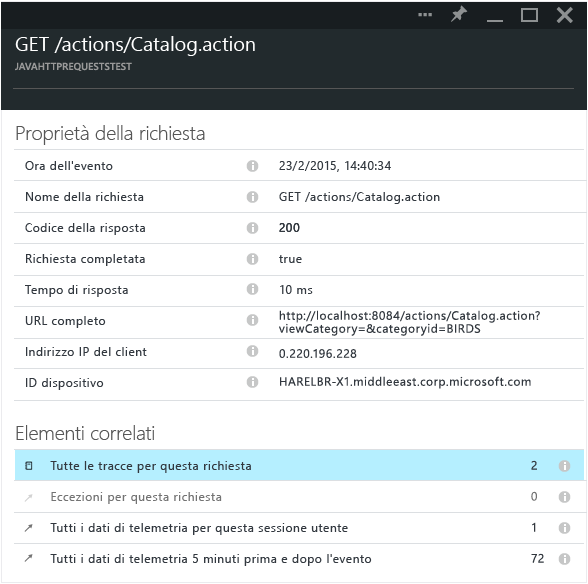 GET /actions/Catalog.action
JAVAHTTPREQUESTSTEST
Proprietà della richiesta
Ora dell'evento 23/2/2015, 14:40:34
Nome della richiesta GET /actions/Catalog.action
Codice della risposta 200
Richiesta completata true
Tempo di risposta 10 ms
URL completo http://localhost:8084/actions/Catalog.action?
viewCategory=&categoryid=BIRDS
Indirizzo IP del client 0.220.196.228
ID dispositivo HARELBR-X1.middleeast.corp.microsoft.com
Elementi correlati
Tutte le tracce per questa richiesta 2
Eccezioni per questa richiesta 0
Tutti i dati di telemetria per questa sessione utente 1
Tutti i dati di telemetria 5 minuti prima e dopo l'evento 72